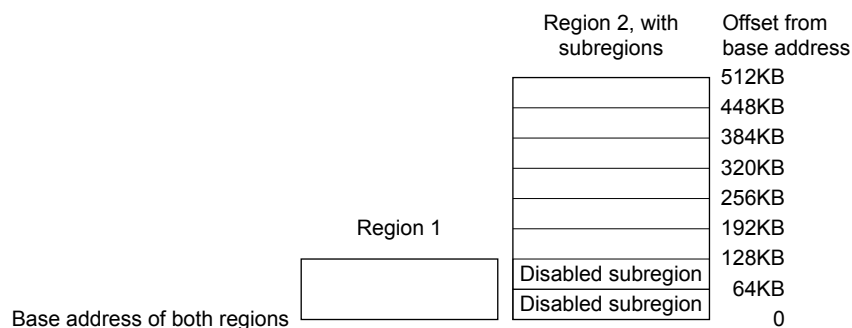 Region 2, with
subregions
Offset from
base address
512KB
448KB
384KB
320KB
256KB
Region 1
192KB
128KB
Disabled subregion
64KB
Disabled subregion
Base address of both regions
0